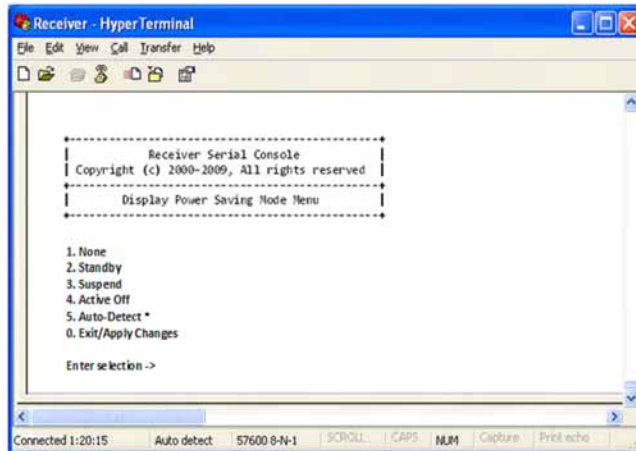 Receiver - HyperTerminal
File Edit View Call Transfer Help
Receiver Serial Console
Copyright (c) 2000-2009, All rights reserved
Display Power Saving Mode Menu
1. None
2. Standby
3. Suspend
4. Active Off
5. Auto-Detect *
0. Exit/Apply Changes
Enter selection ->
Connected 1:20:15 Auto detect 57600 8-N-1 SCROLL CAPS NUM Capture Print echo